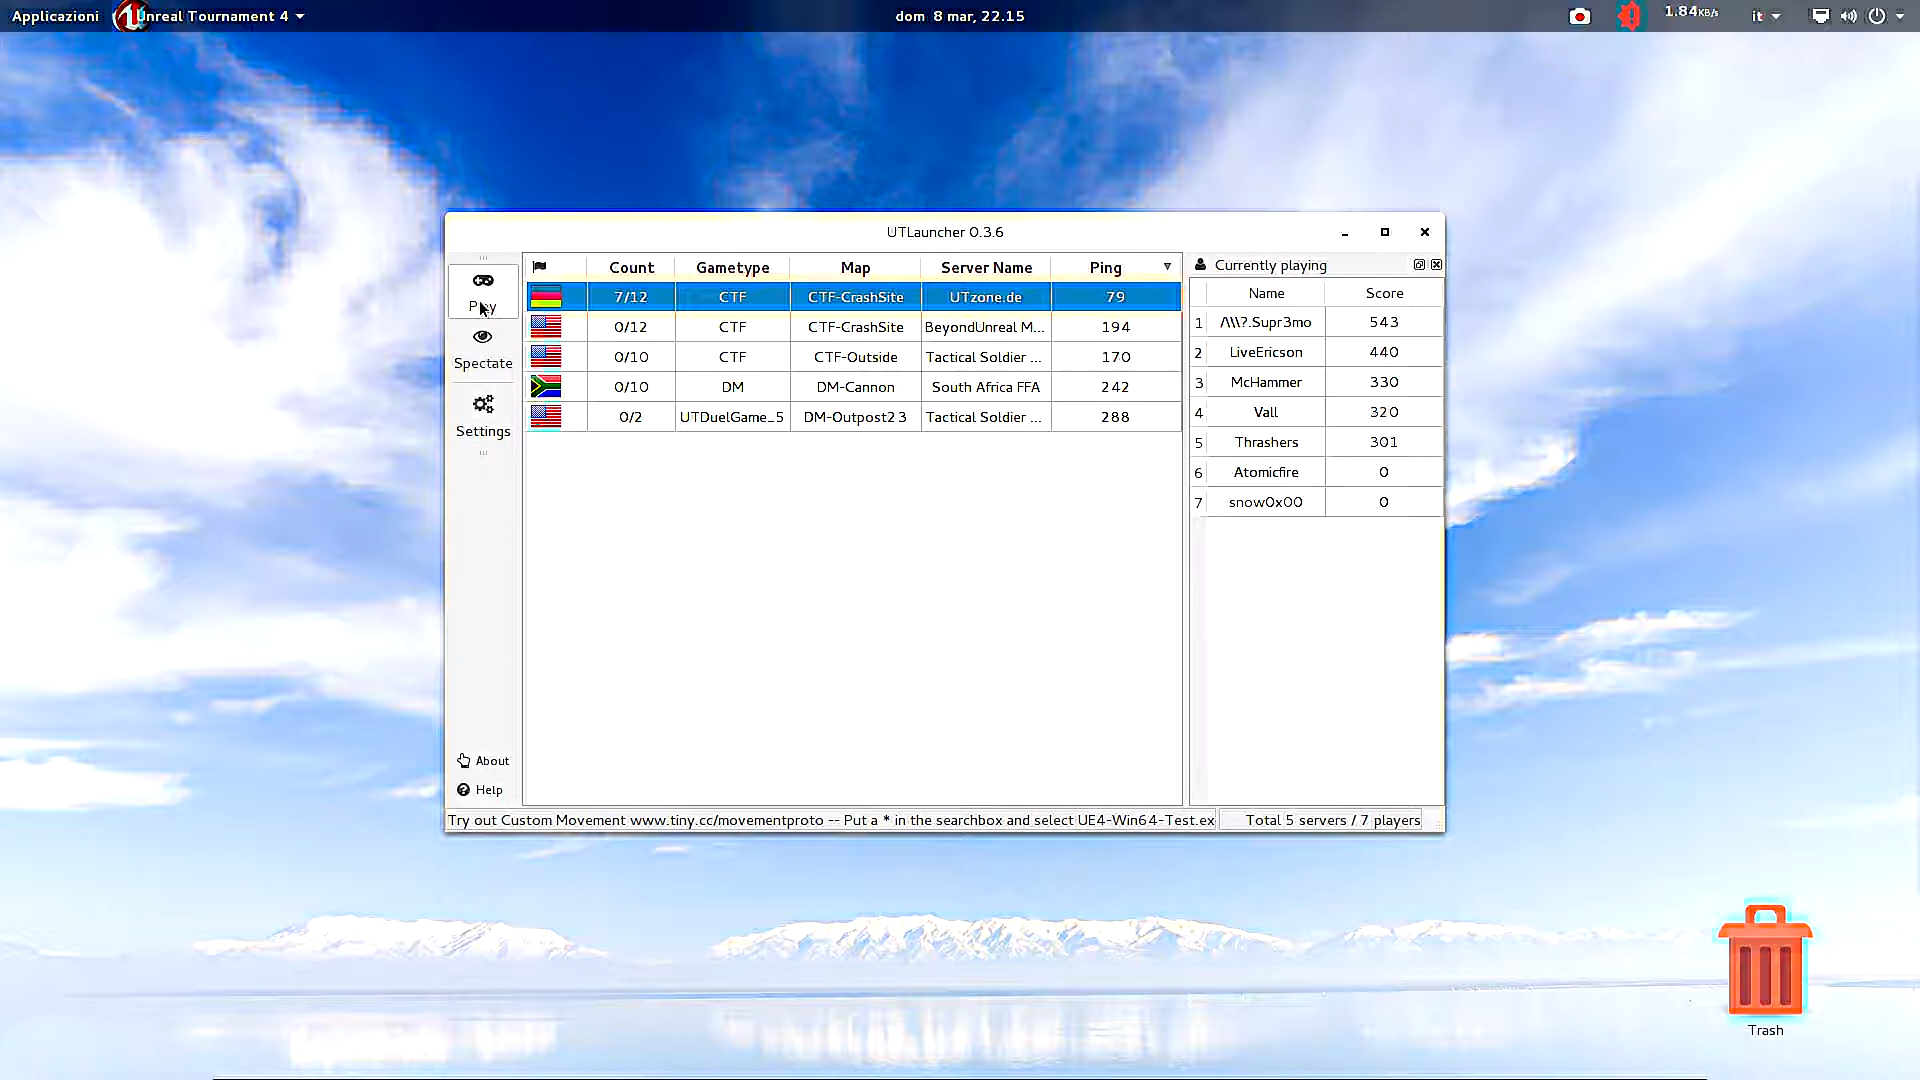 Applicazioni Unreal Tournament 4 dom 8 mar, 22.15 1.84KB/s it
UTLauncher 0.3.6
Count Gametype Map Server Name Ping
7/12 CTF CTF-CrashSite UTzone.de 79
0/12 CTF CTF-CrashSite BeyondUnreal M... 194
0/10 CTF CTF-Outside Tactical Soldier ... 170
0/10 DM DM-Cannon South Africa FFA 242
0/2 UTDuelGame_5 DM-Outpost23 Tactical Soldier ... 288
Play
Spectate
Settings
About
Help
Currently playing
Name Score
1 /\\\?.Supr3mo 543
2 LiveEricson 440
3 McHammer 330
4 Vall 320
5 Thrashers 301
6 Atomicfire 0
7 snow0x00 0
Try out Custom Movement www.tiny.cc/movementproto -- Put a * in the searchbox and select UE4-Win64-Test.ex
Total 5 servers / 7 players
Trash